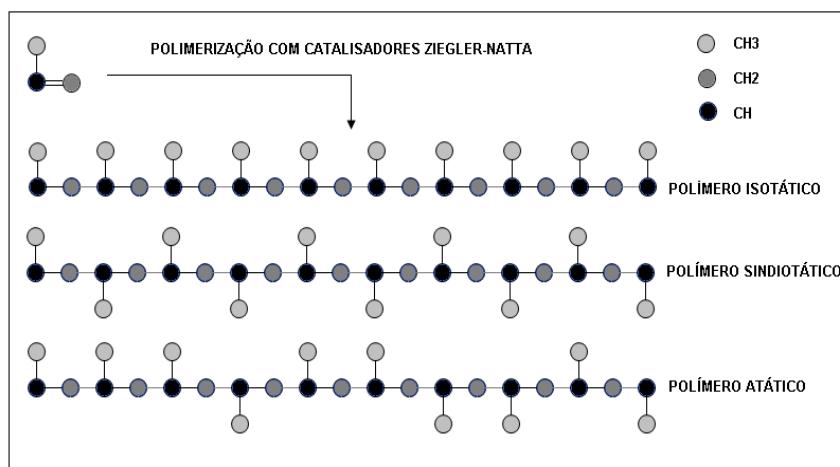 POLIMERIZAÇÃO COM CATALISADORES ZIEGLER-NATTA
CH3
CH2
CH
POLÍMERO ISOTÁTICO
POLÍMERO SINDIOTÁTICO
POLÍMERO ATÁTICO